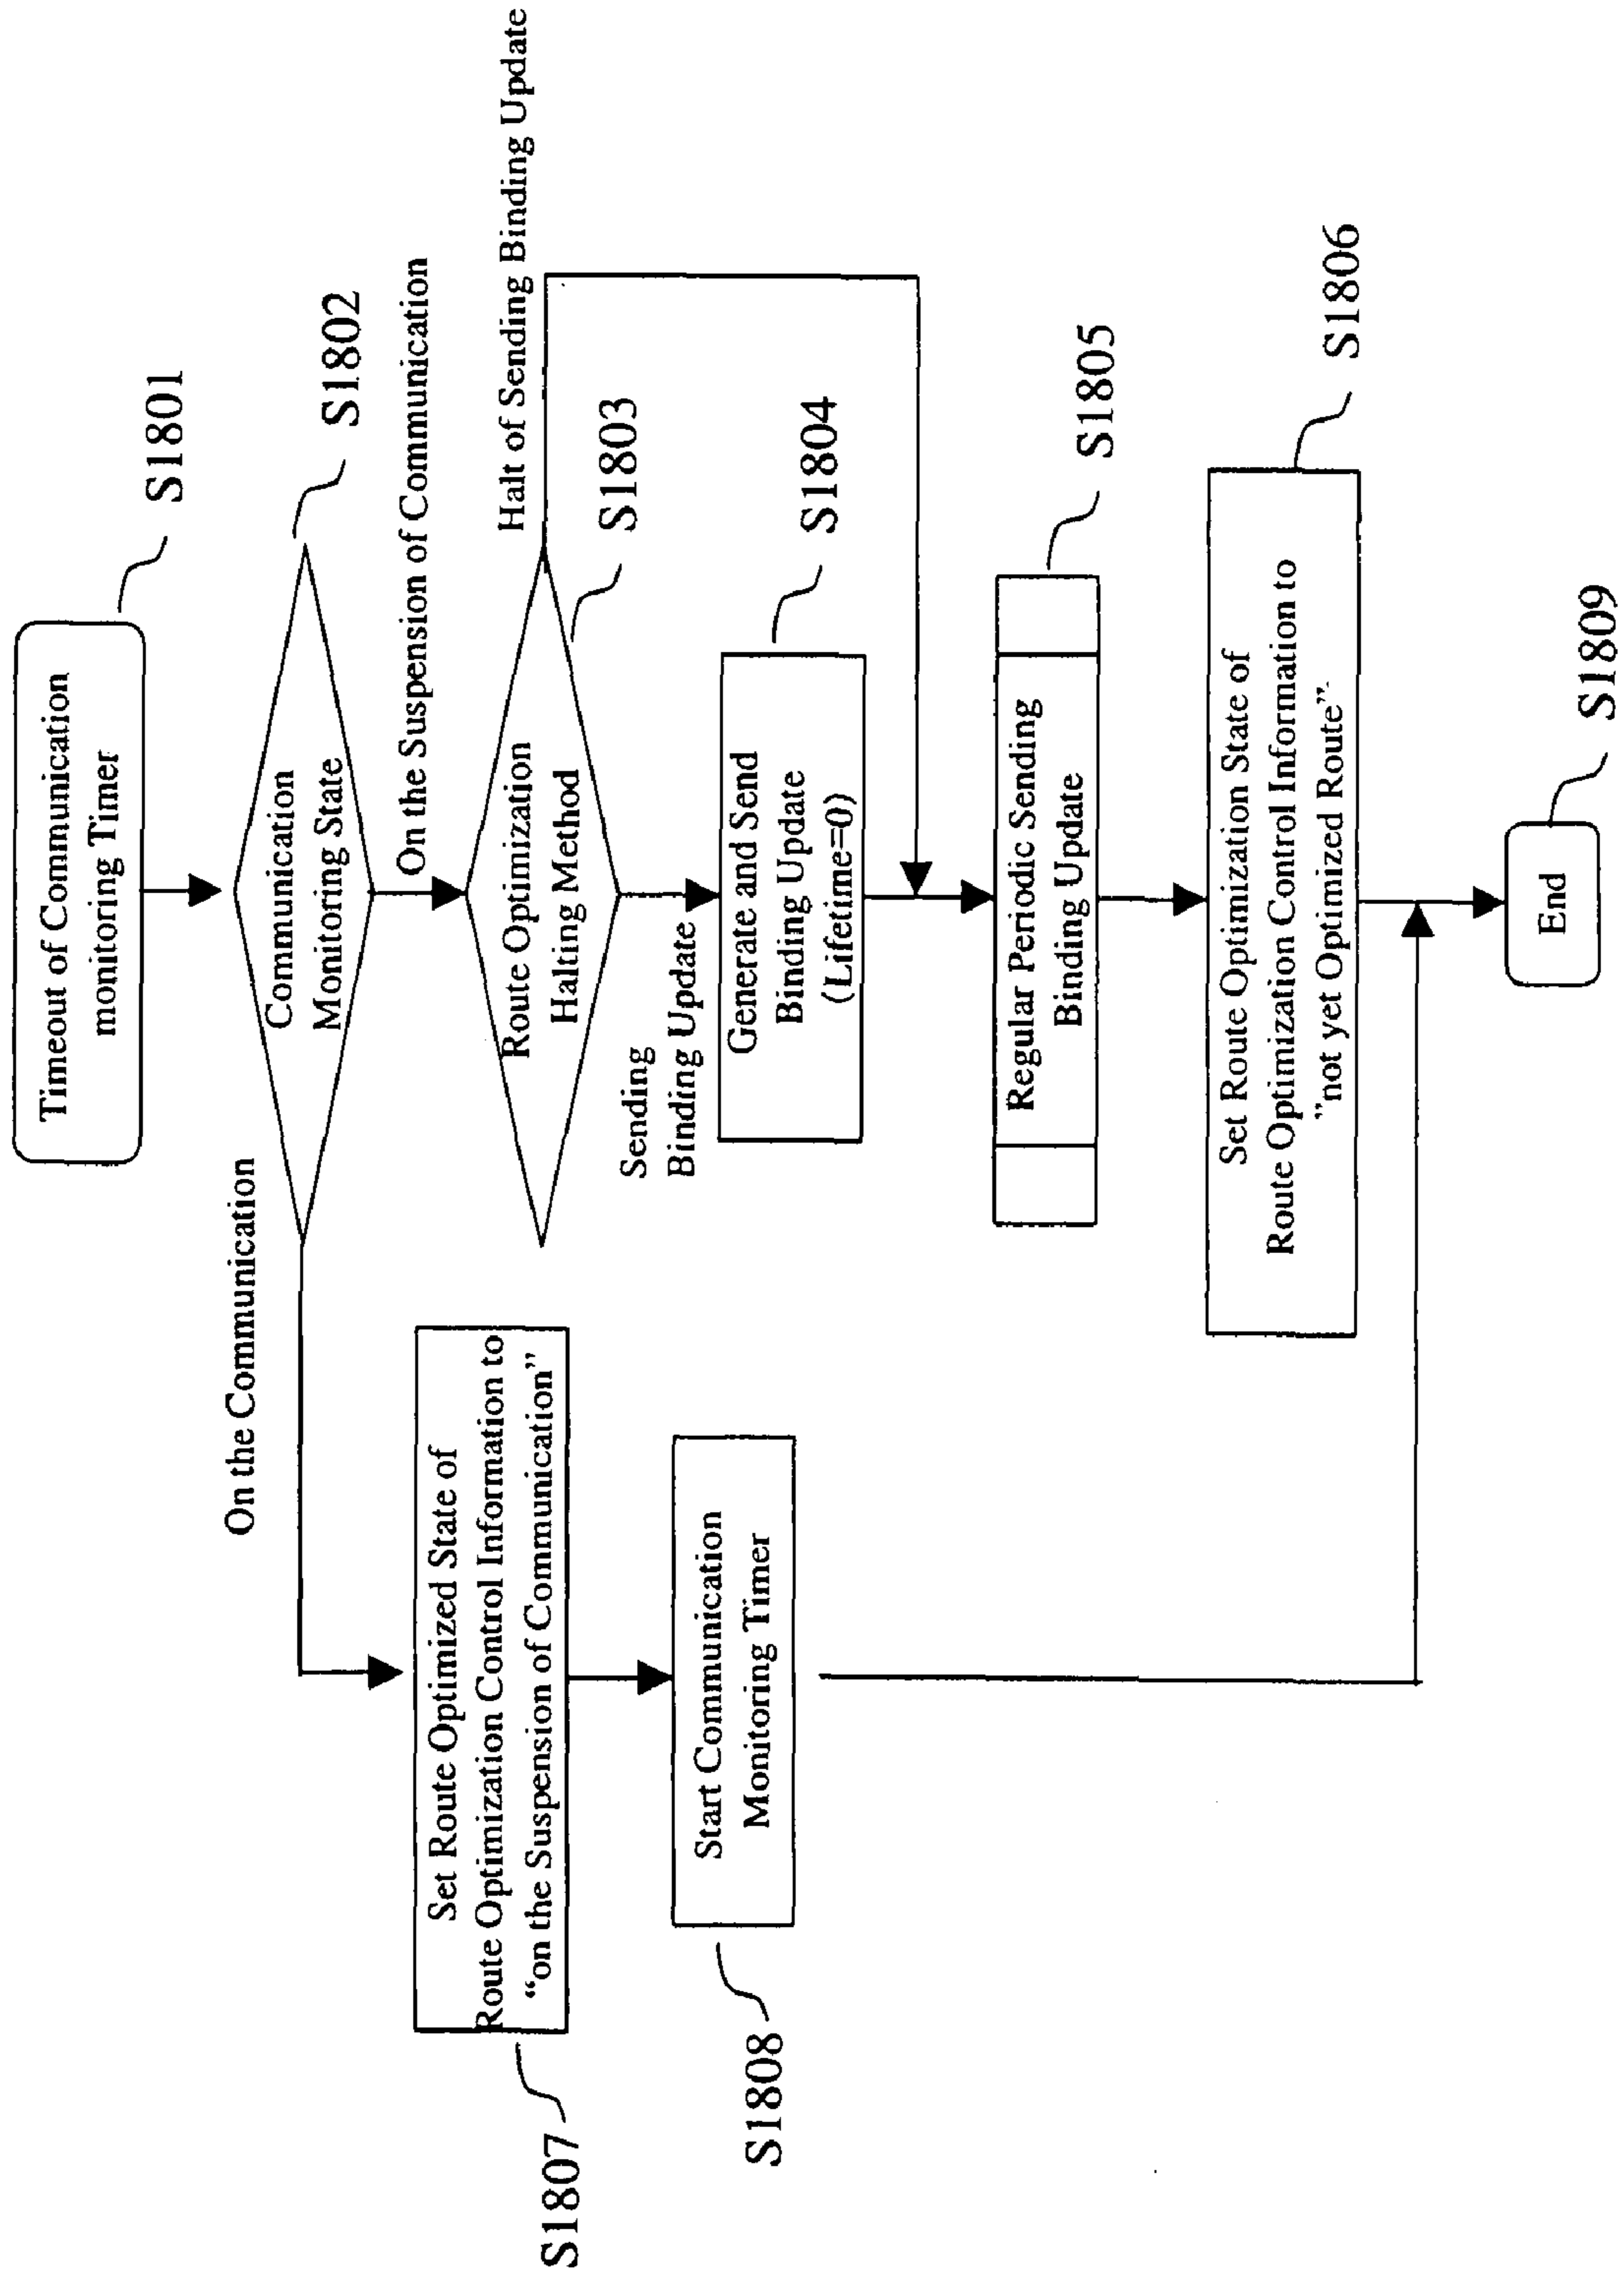 Timeout of Communication
monitoring Timer
S1801
Communication
Monitoring State
S1802
On the Communication
On the Suspension of Communication
Route Optimization
Halting Method
S1803
Halt of Sending Binding Update
Sending
Binding Update
Generate and Send
Binding Update
(Lifetime=0)
S1804
Regular Periodic Sending
Binding Update
S1805
Set Route Optimization State of
Route Optimization Control Information to
"not yet Optimized Route"
S1806
Set Route Optimized State of
Route Optimization Control Information to
“on the Suspension of Communication”
S1807
Start Communication
Monitoring Timer
S1808
End
S1809